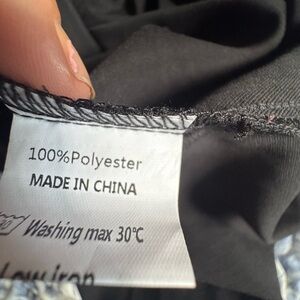 100%Polyester
MADE IN CHINA
Washing max 30℃
Low iron